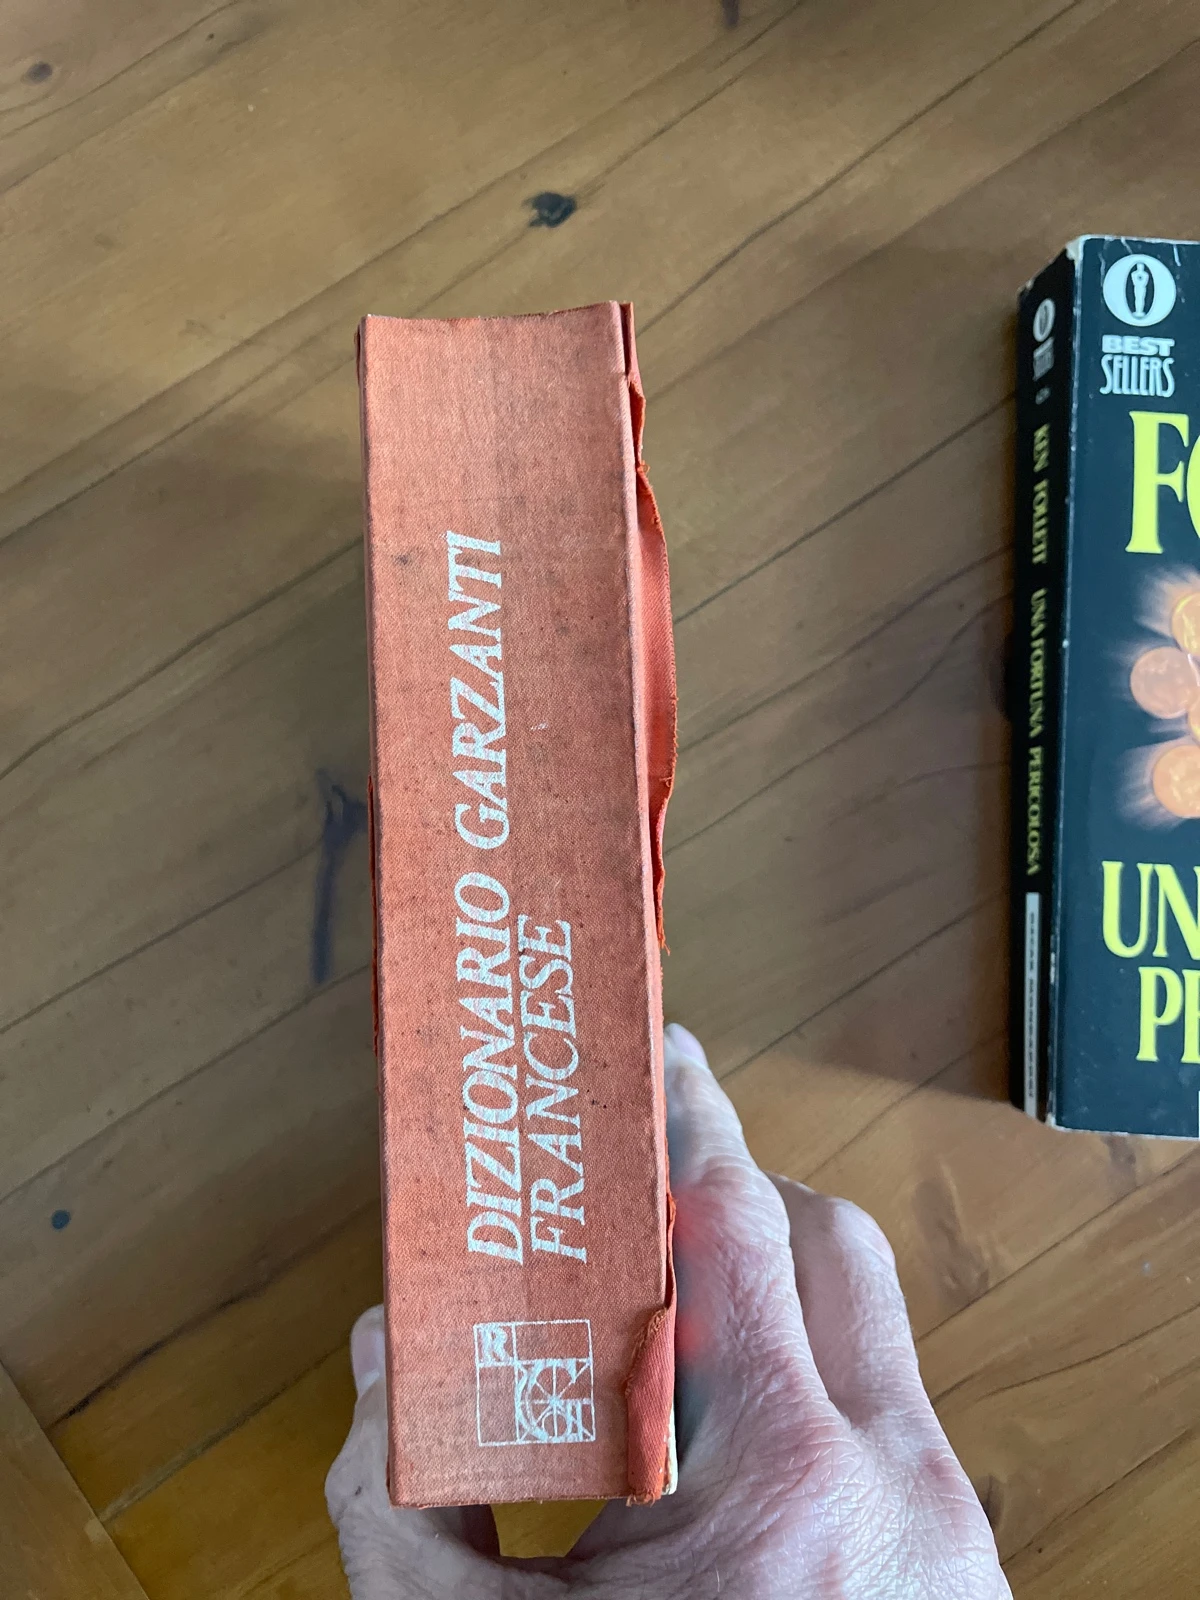 DIZIONARIO GARZANTI
FRANCESE
R
BEST
SELLERS
KEN FOLLETT UNA FORTUNA PERICOLOSA
FO
UN
PE